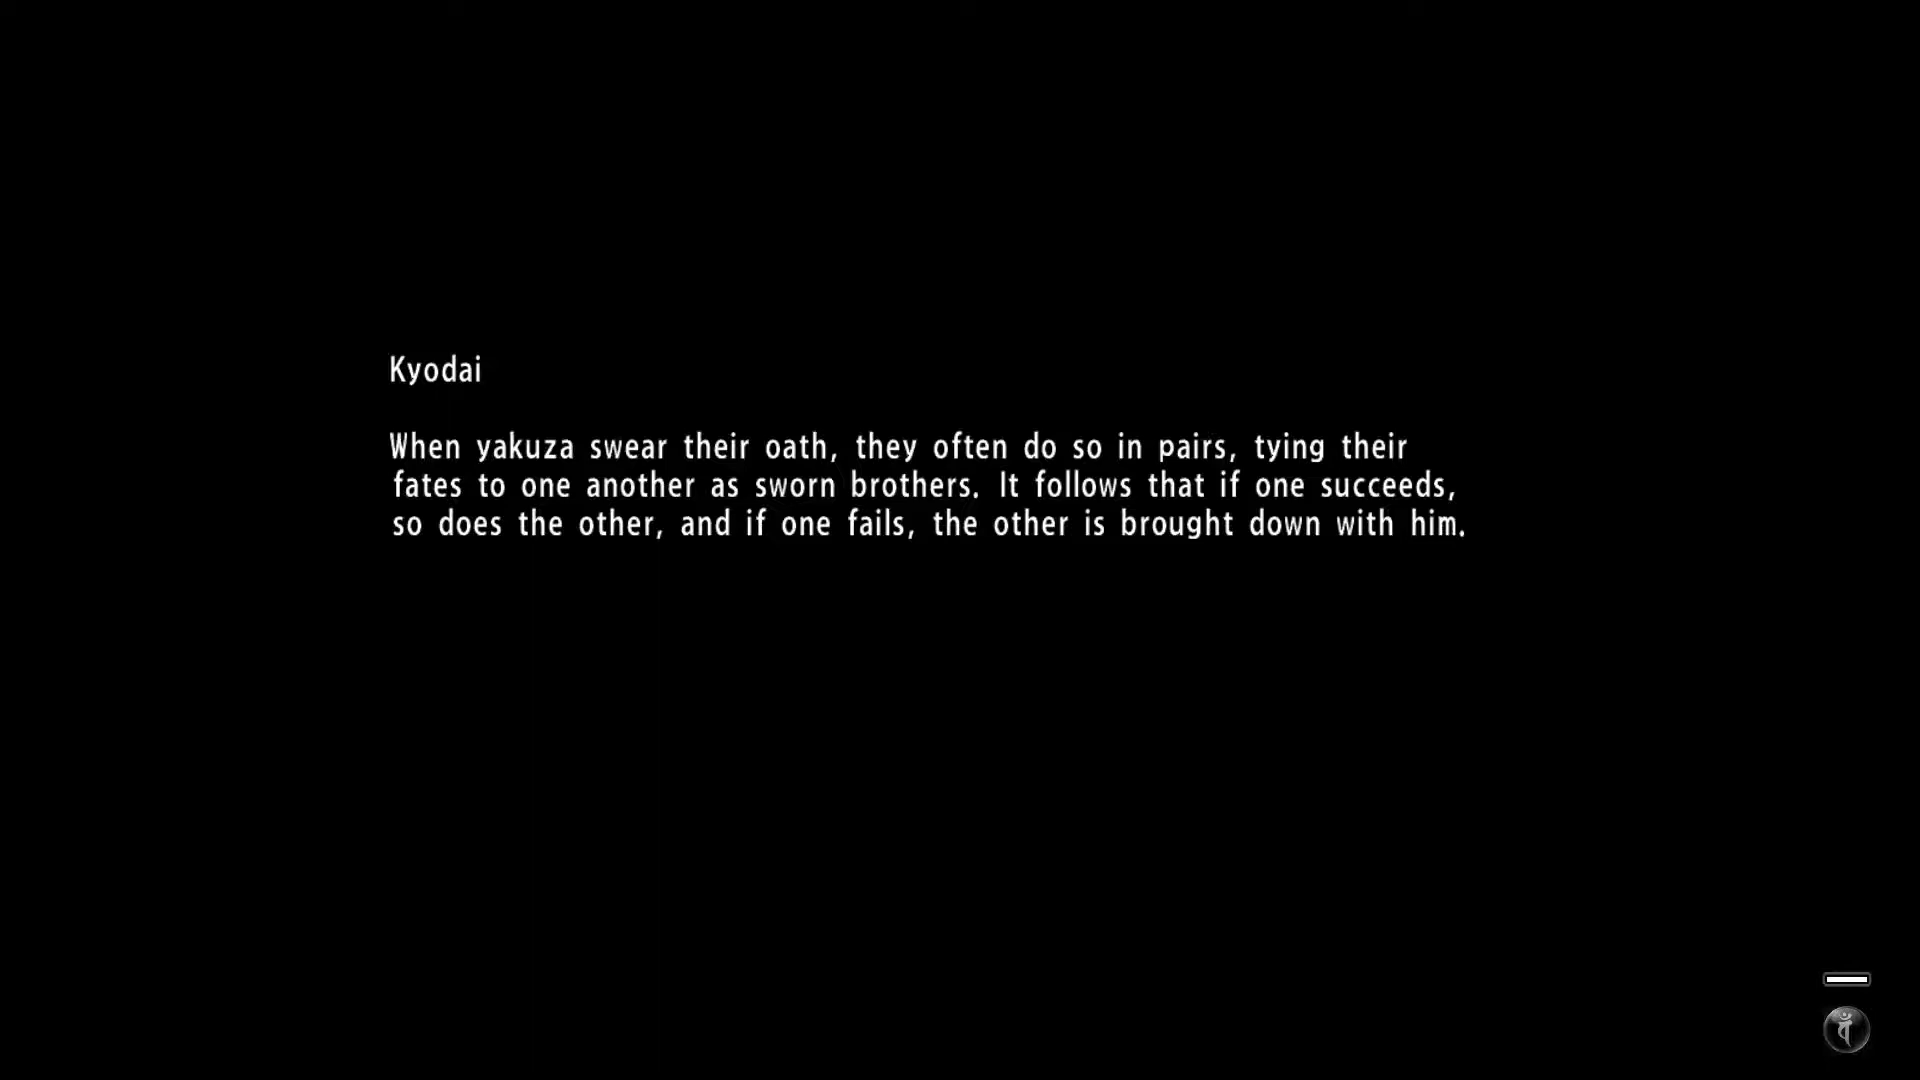 Kyodai
When yakuza swear their oath, they often do so in pairs, tying their
fates to one another as sworn brothers. It follows that if one succeeds,
so does the other, and if one fails, the other is brought down with him.